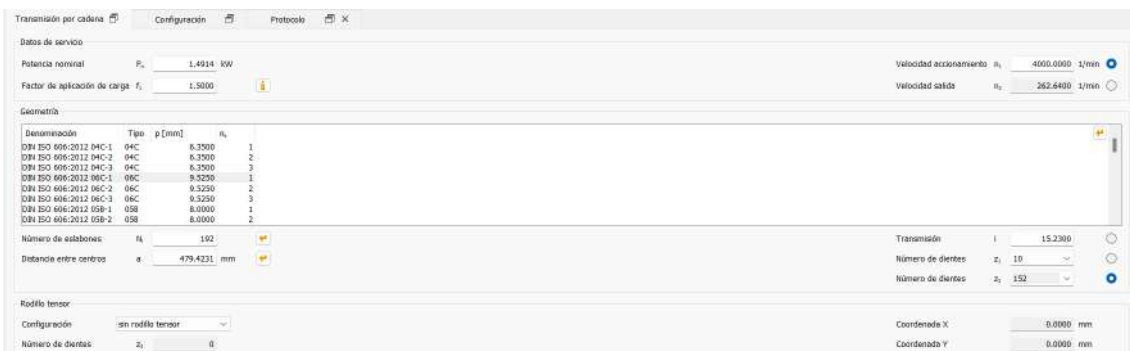 Transmisión por cadena Configuración Protocolo
Datos de servicio
Potencia nominal Pₙ 1.4914 kW Velocidad accionamiento n₁ 4000.0000 1/min
Factor de aplicación de carga f₁ 1.5000 Velocidad salida n₂ 262.6400 1/min
Geometría
Denominación Tipo p [mm] nₛ
DIN ISO 606:2012 04C-1 04C 6.3500 1
DIN ISO 606:2012 04C-2 04C 6.3500 2
DIN ISO 606:2012 04C-3 04C 6.3500 3
DIN ISO 606:2012 06C-1 06C 9.5250 1
DIN ISO 606:2012 06C-2 06C 9.5250 2
DIN ISO 606:2012 06C-3 06C 9.5250 3
DIN ISO 606:2012 05B-1 05B 8.0000 1
DIN ISO 606:2012 05B-2 05B 8.0000 2
Número de eslabones 192 Transmisión i 15.2300
Distancia entre centros a 479.4231 mm Número de dientes z₁ 10
Número de dientes z₂ 152
Rodillo tensor
Configuración sin rodillo tensor Coordenada X 0.0000 mm
Número de dientes z₃ 0 Coordenada Y 0.0000 mm